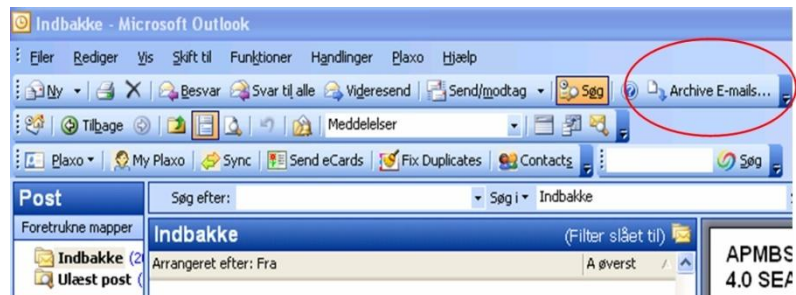 Indbakke - Microsoft Outlook
Filer Rediger Vis Skift til Funktioner Handlinger Plaxo Hjælp
Ny Besvar Svar til alle Videresend Send/modtag Søg Archive E-mails...
Tilbage Meddelelser
Plaxo My Plaxo Sync Send eCards Fix Duplicates Contacts Søg
Post Søg efter: Søg i Indbakke
Foretrukne mapper Indbakke (Filter slået til)
Indbakke (2 Arrangeret efter: Fra A øverst APMBS
Ulæst post ( 4.0 SEA